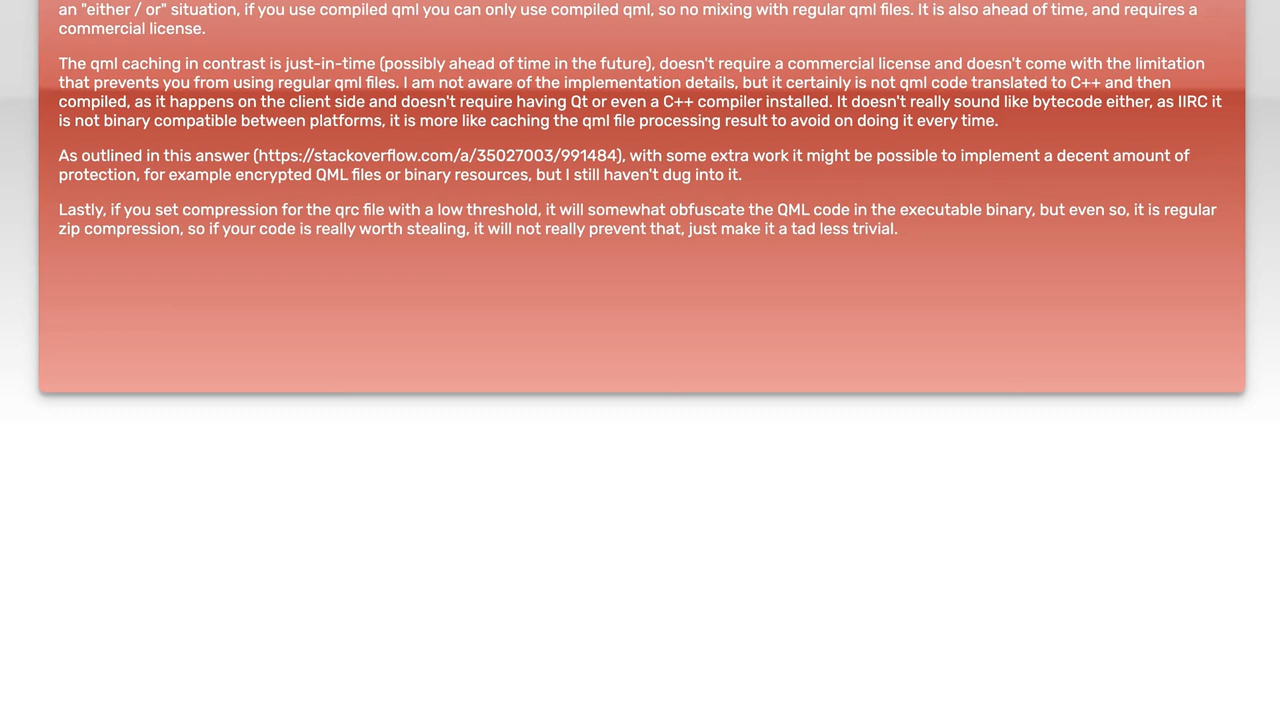 an "either / or" situation, if you use compiled qml you can only use compiled qml, so no mixing with regular qml files. It is also ahead of time, and requires a
commercial license.
The qml caching in contrast is just-in-time (possibly ahead of time in the future), doesn't require a commercial license and doesn't come with the limitation
that prevents you from using regular qml files. I am not aware of the implementation details, but it certainly is not qml code translated to C++ and then
compiled, as it happens on the client side and doesn't require having Qt or even a C++ compiler installed. It doesn't really sound like bytecode either, as IIRC it
is not binary compatible between platforms, it is more like caching the qml file processing result to avoid on doing it every time.
As outlined in this answer (https://stackoverflow.com/a/35027003/991484), with some extra work it might be possible to implement a decent amount of
protection, for example encrypted QML files or binary resources, but I still haven't dug into it.
Lastly, if you set compression for the qrc file with a low threshold, it will somewhat obfuscate the QML code in the executable binary, but even so, it is regular
zip compression, so if your code is really worth stealing, it will not really prevent that, just make it a tad less trivial.